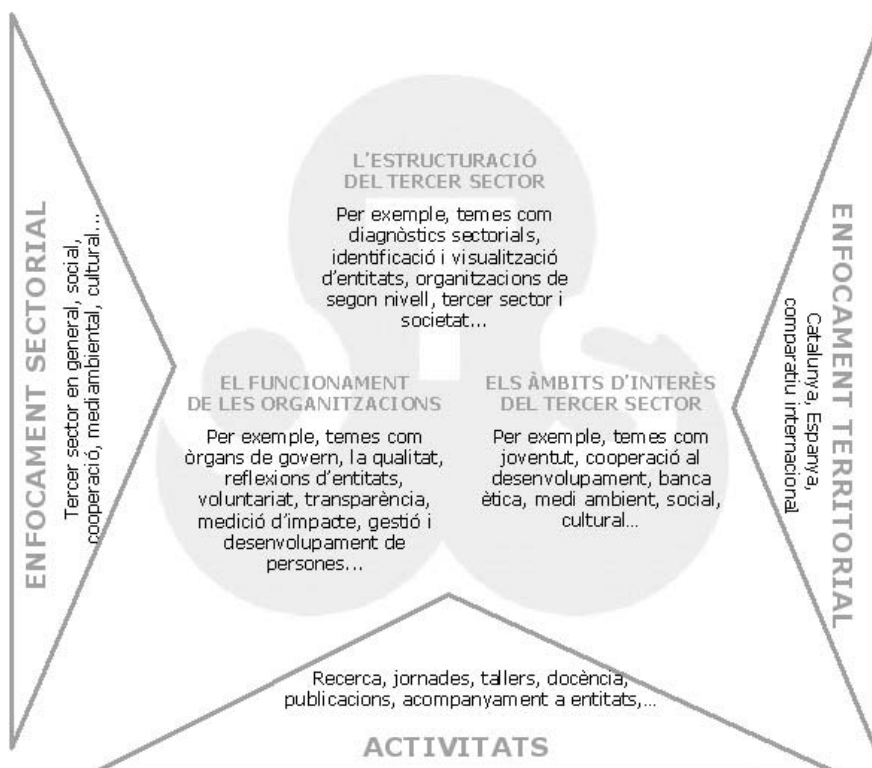 L'ESTRUCTURACIÓ
DEL TERCER SECTOR
Per exemple, temes com
diagnòstics sectorials,
identificació i visualització
d'entitats, organitzacions de
segon nivell, tercer sector i
societat...
EL FUNCIONAMENT
DE LES ORGANITZACIONS
Per exemple, temes com
òrgans de govern, la qualitat,
reflexions d'entitats,
voluntariat, transparència,
medició d'impacte, gestió i
desenvolupament de
persones...
ELS ÀMBITS D'INTERÈS
DEL TERCER SECTOR
Per exemple, temes com
joventut, cooperació al
desenvolupament, banca
ètica, medi ambient, social,
cultural...
ENFOCAMENT SECTORIAL
Tercer sector en general, social,
cooperació, mediambiental, cultural...
ENFOCAMENT TERRITORIAL
Catalunya, Espanya,
comparatiu internacional
Recerca, jornades, tallers, docència,
publicacions, acompanyament a entitats,...
ACTIVITATS